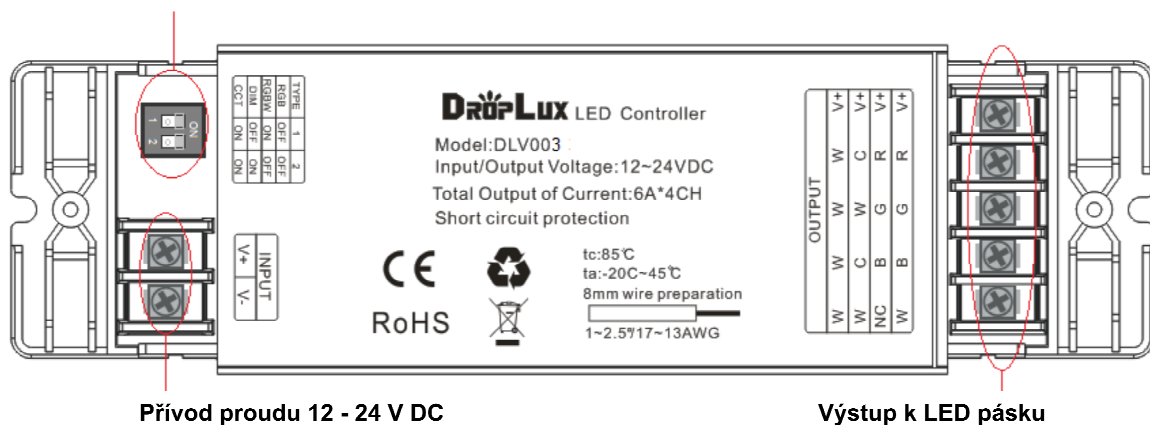 ON
1 2
TYPE 1 2
RGB OFF OFF
RGBW ON OFF
DIM OFF ON
CCT ON ON
INPUT
V+ V-
DROPLUX LED Controller
Model:DLV003
Input/Output Voltage:12~24VDC
Total Output of Current:6A*4CH
Short circuit protection
CE
RoHS
tc:85℃
ta:-20C~45℃
8mm wire preparation
1~2.5㎟/17~13AWG
OUTPUT
W W W W V+
W C W C V+
NC B G R V+
W B G R V+
Přívod proudu 12 - 24 V DC
Výstup k LED pásku